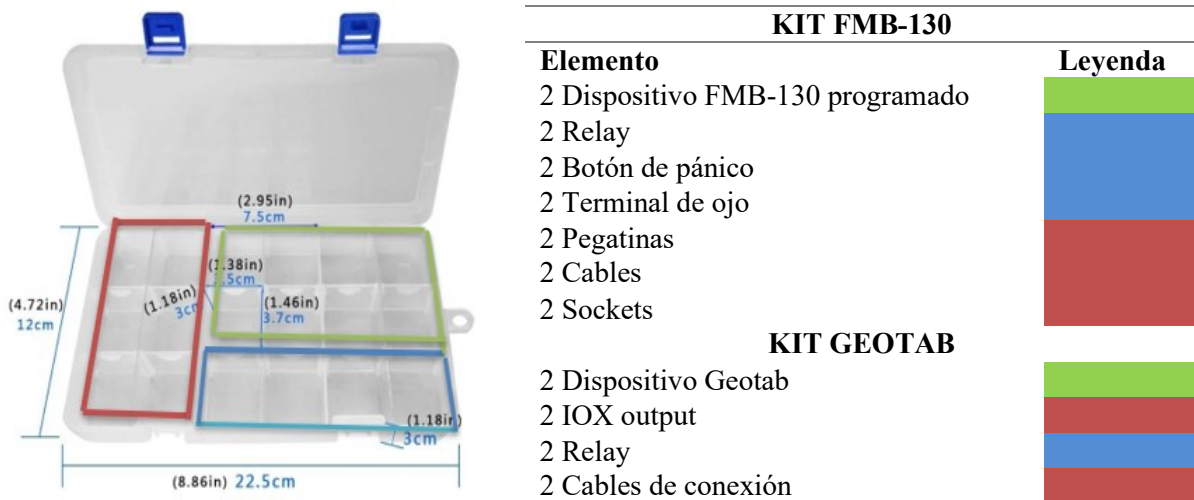 (2.95in)
7.5cm
(1.38in)
(4.72in)
12cm
(1.18in)
3cm
(1.46in)
3.7cm
(1.18in)
3cm
(8.86in) 22.5cm
KIT FMB-130
Elemento Leyenda
2 Dispositivo FMB-130 programado
2 Relay
2 Botón de pánico
2 Terminal de ojo
2 Pegatinas
2 Cables
2 Sockets
KIT GEOTAB
2 Dispositivo Geotab
2 IOX output
2 Relay
2 Cables de conexión